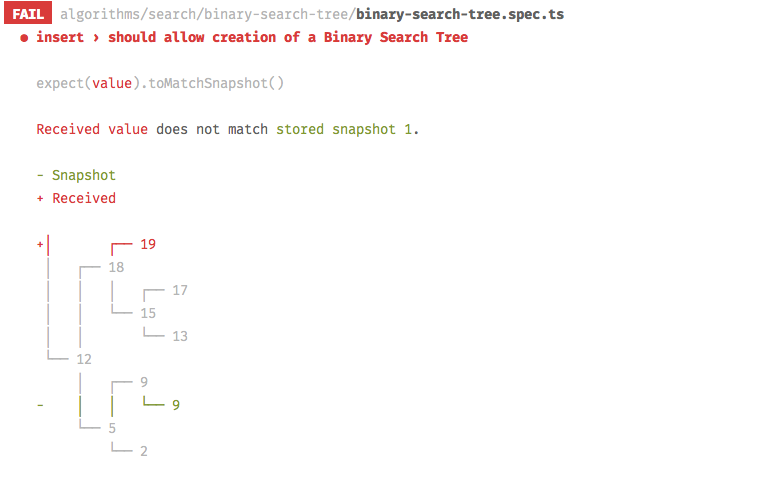 FAIL algorithms/search/binary-search-tree/binary-search-tree.spec.ts
● insert › should allow creation of a Binary Search Tree
expect(value).toMatchSnapshot()
Received value does not match stored snapshot 1.
- Snapshot
+ Received
+│       ┌── 19
 │   ┌── 18
 │   │   │   ┌── 17
 │   │   └── 15
 │   │       └── 13
 └── 12
     │   ┌── 9
-    │   │   └── 9
     └── 5
         └── 2